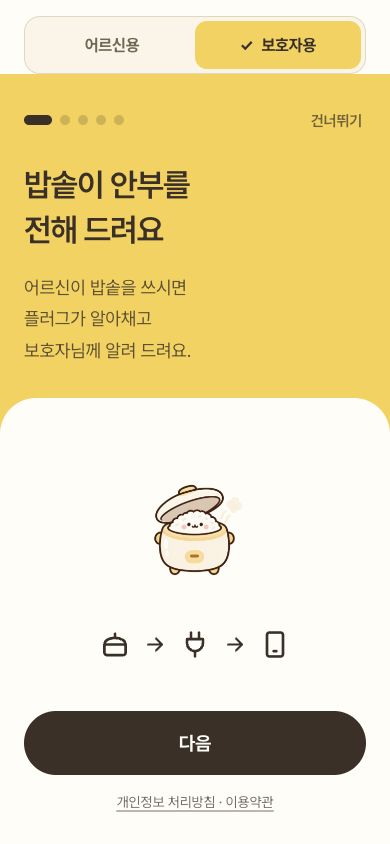 어르신용
보호자용
건너뛰기
밥솥이 안부를
전해 드려요
어르신이 밥솥을 쓰시면
플러그가 알아채고
보호자님께 알려 드려요.
다음
개인정보 처리방침 · 이용약관